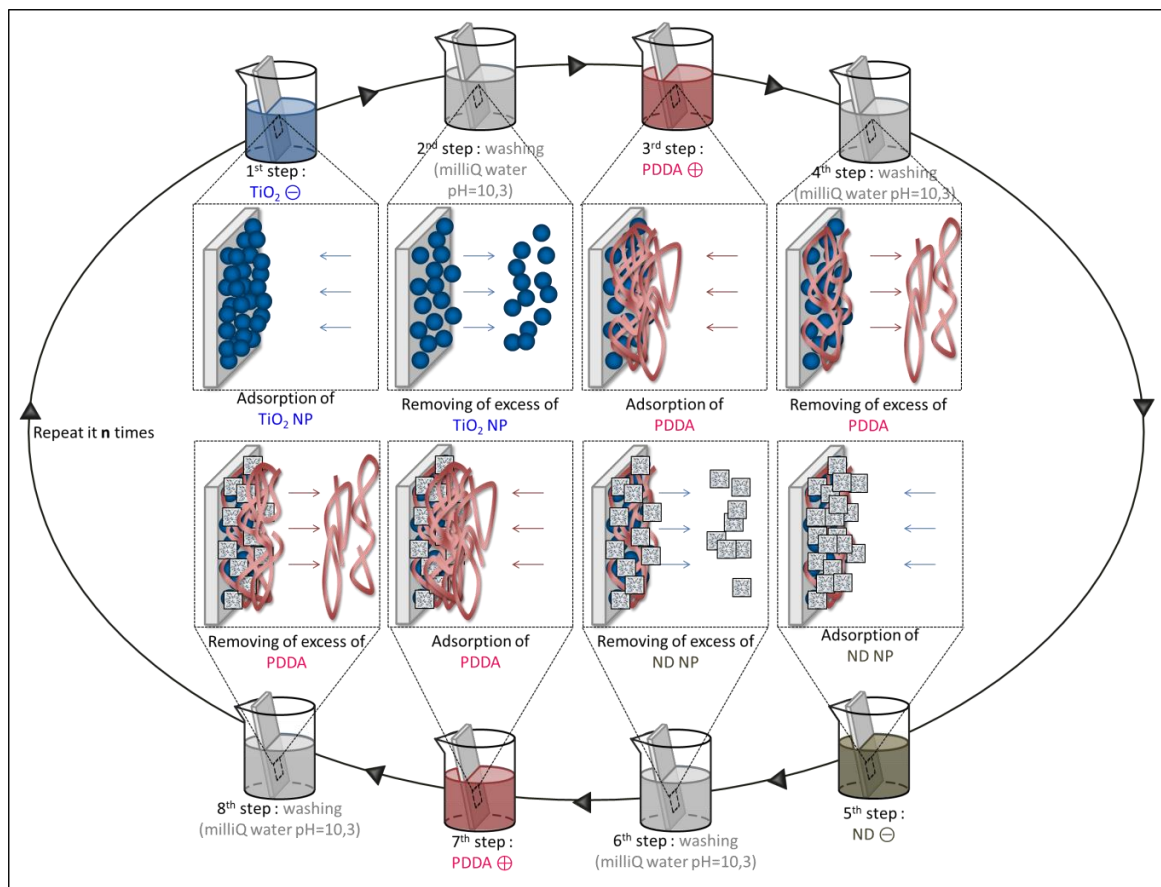 1st step :
TiO2 ⊖
2nd step : washing
(milliQ water
pH=10,3)
3rd step :
PDDA ⊕
4th step : washing
(milliQ water pH=10,3)
Adsorption of
TiO2 NP
Removing of excess of
TiO2 NP
Adsorption of
PDDA
Removing of excess of
PDDA
Repeat it n times
Removing of excess of
PDDA
Adsorption of
PDDA
Removing of excess of
ND NP
Adsorption of
ND NP
8th step : washing
(milliQ water pH=10,3)
7th step :
PDDA ⊕
6th step : washing
(milliQ water pH=10,3)
5th step :
ND ⊖